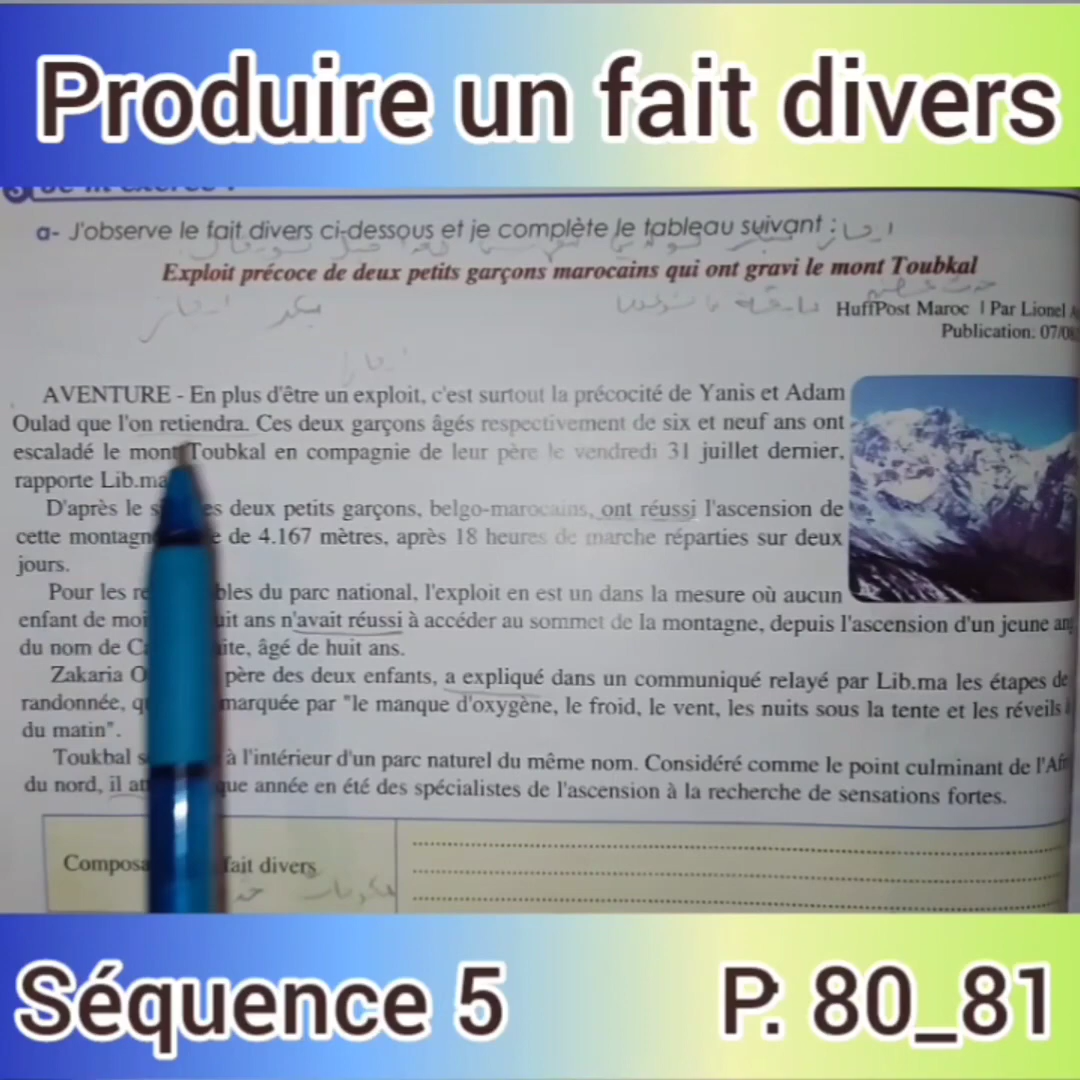 Produire un fait divers
a- J'observe le fait divers ci-dessous et je complète le tableau suivant :
Exploit précoce de deux petits garçons marocains qui ont gravi le mont Toubkal
HuffPost Maroc | Par Lionel
Publication: 07/
AVENTURE - En plus d'être un exploit, c'est surtout la précocité de Yanis et Adam
Oulad que l'on retiendra. Ces deux garçons âgés respectivement de six et neuf ans ont
escaladé le mont Toubkal en compagnie de leur père le vendredi 31 juillet dernier,
rapporte Lib.ma
D'après le deux petits garçons, belgo-marocains, ont réussi l'ascension de
cette de 4.167 mètres, après 18 heures de marche réparties sur deux
jours.
Pour les du parc national, l'exploit en est un dans la mesure où aucun
enfant de ans n'avait réussi à accéder au sommet de la montagne, depuis l'ascension d'un jeune
du nom de âgé de huit ans.
Zakaria père des deux enfants, a expliqué dans un communiqué relayé par Lib.ma les étapes de
randonnée, marquée par "le manque d'oxygène, le froid, le vent, les nuits sous la tente et les réveils
du matin".
Toukbal à l'intérieur d'un parc naturel du même nom. Considéré comme le point culminant de
du nord, il année en été des spécialistes de l'ascension à la recherche de sensations fortes.
fait divers
Séquence 5 P. 80_81